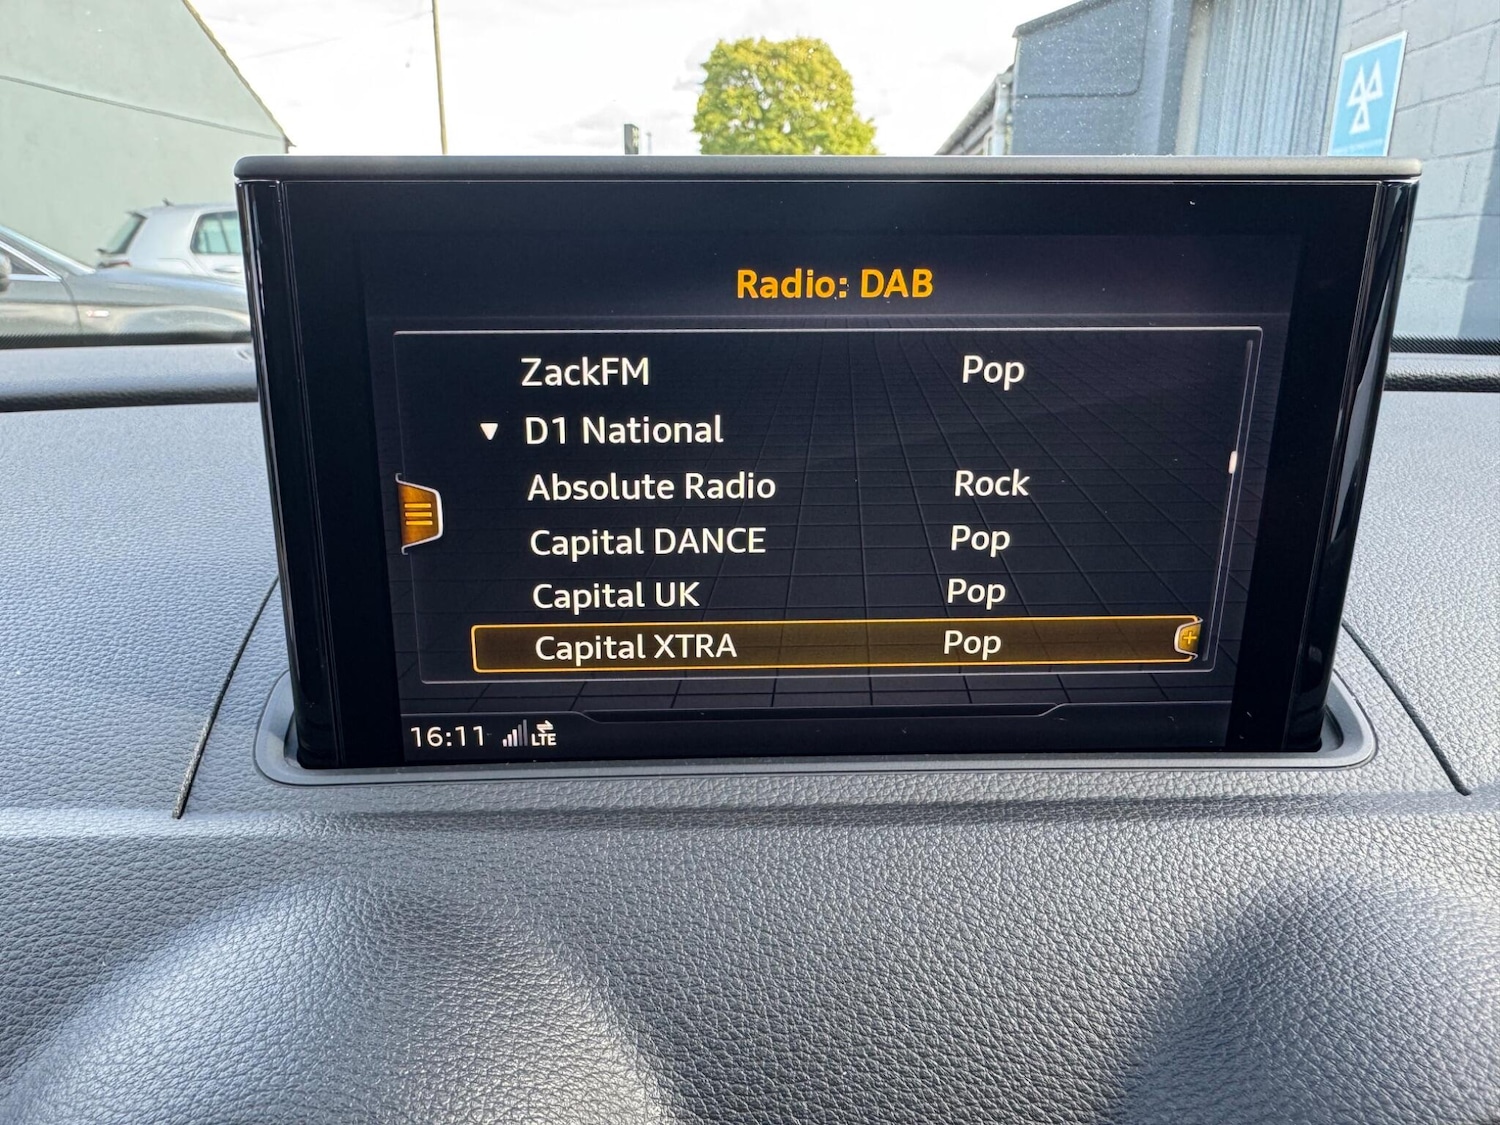 Radio: DAB
ZackFM Pop
D1 National
Absolute Radio Rock
Capital DANCE Pop
Capital UK Pop
Capital XTRA Pop
16:11 LTE